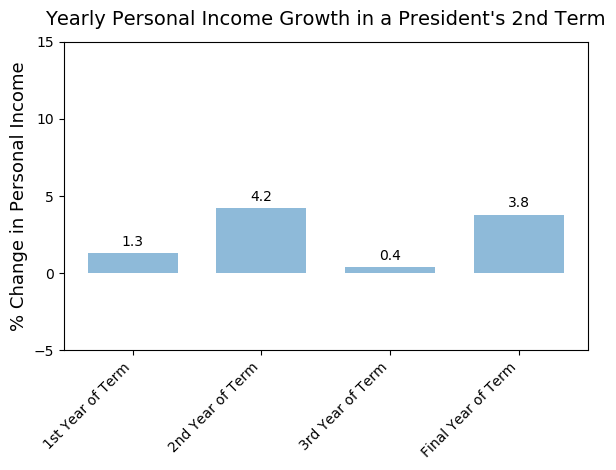 Yearly Personal Income Growth in a President's 2nd Term
% Change in Personal Income
15
10
5
0
−5
1.3
4.2
0.4
3.8
1st Year of Term
2nd Year of Term
3rd Year of Term
Final Year of Term